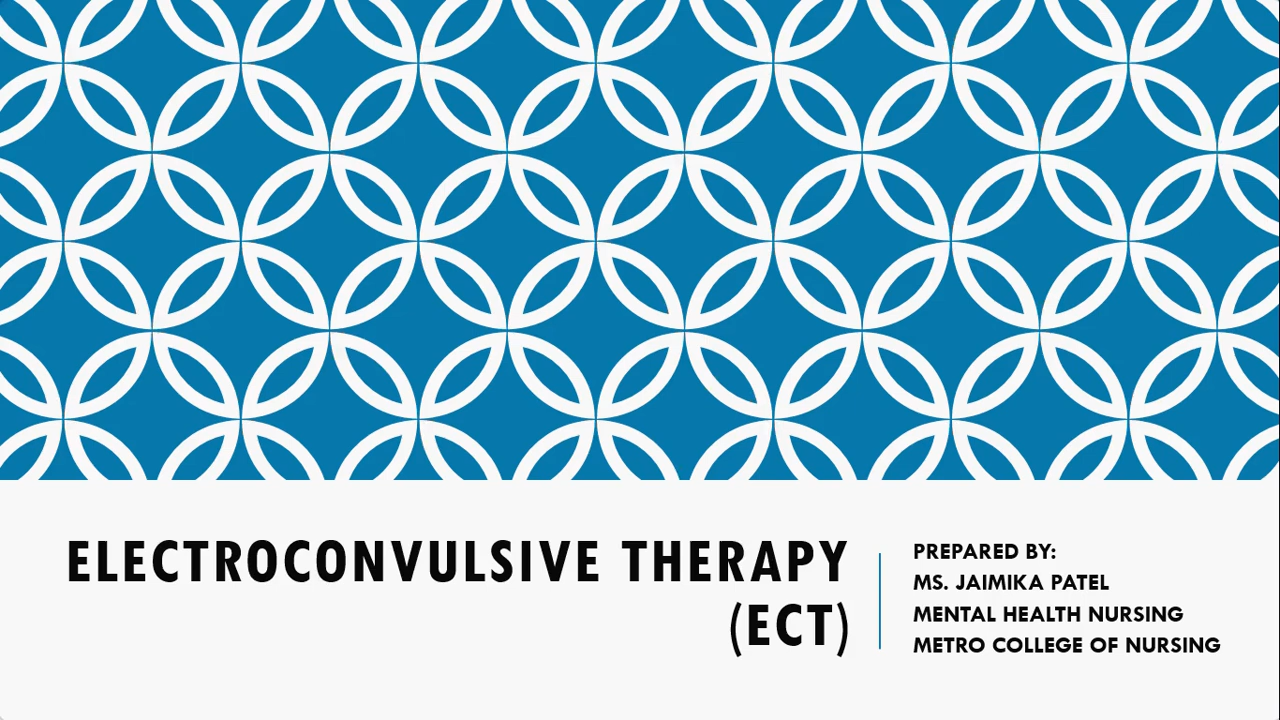 ELECTROCONVULSIVE THERAPY
(ECT)
PREPARED BY:
MS. JAIMIKA PATEL
MENTAL HEALTH NURSING
METRO COLLEGE OF NURSING